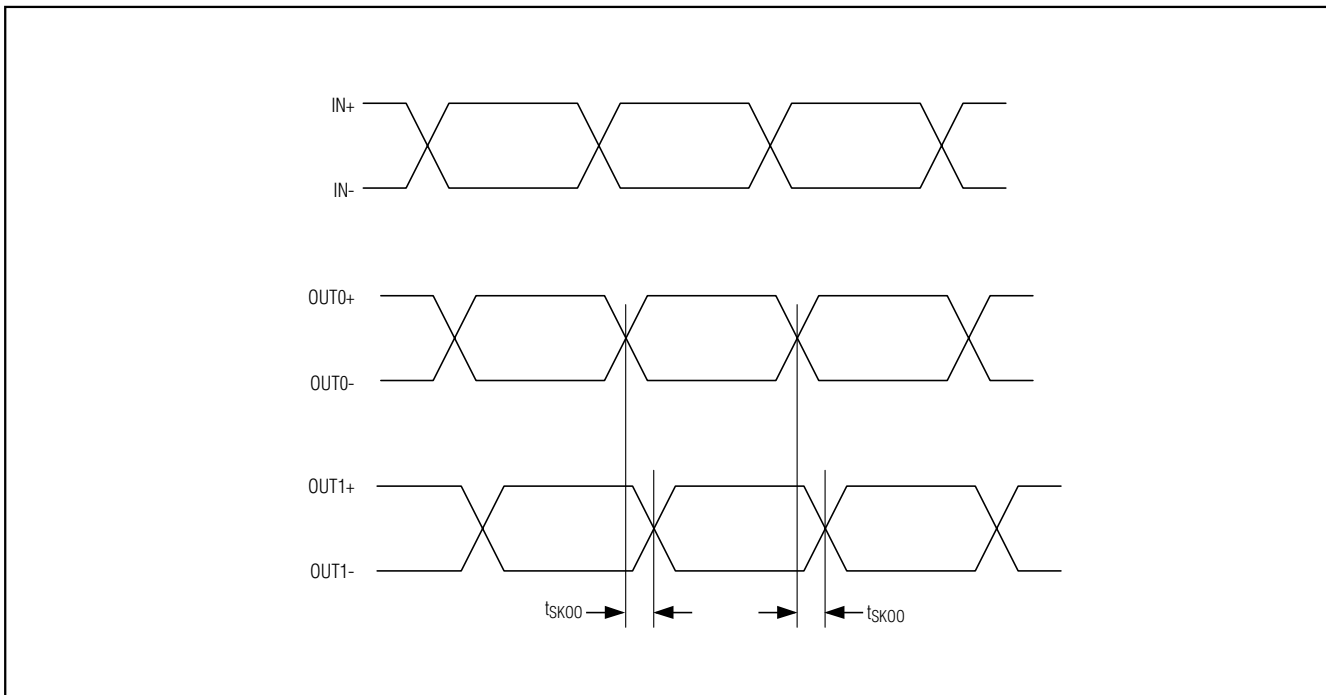 IN+
IN-
OUT0+
OUT0-
OUT1+
OUT1-
tSKOO
tSKOO